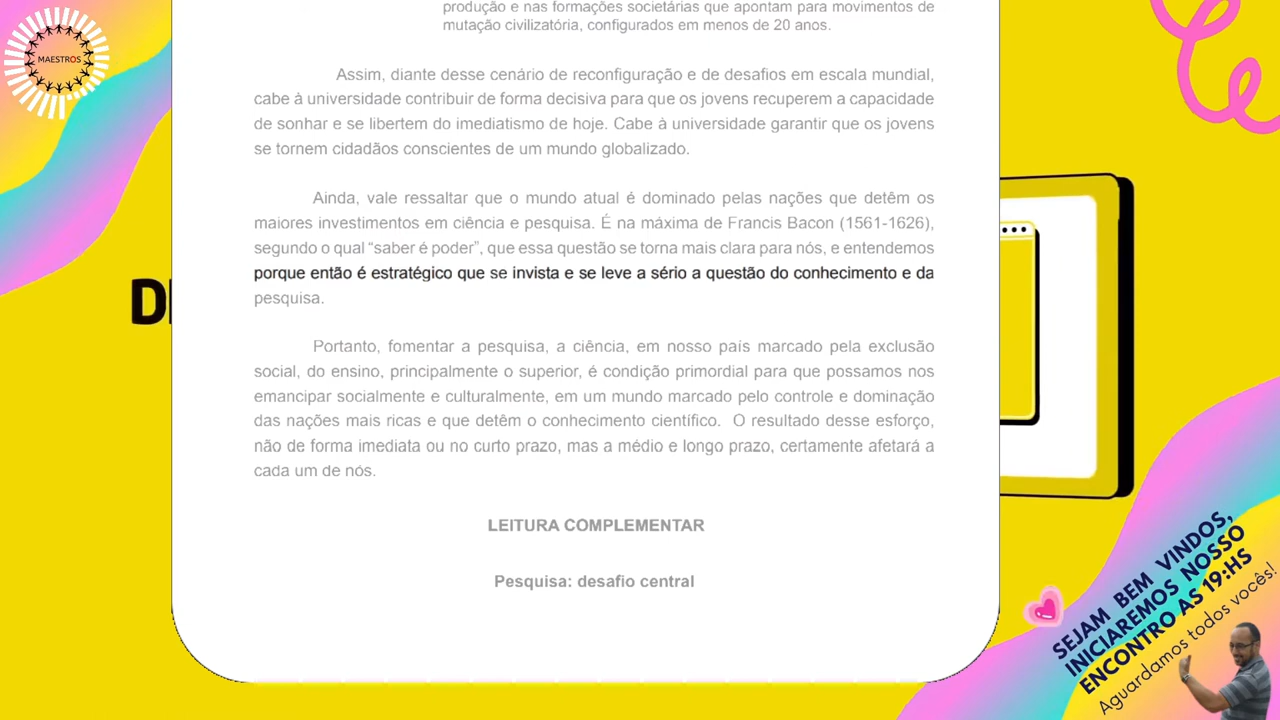 MAESTROS
produção e nas formações societárias que apontam para movimentos de
mutação civilizatória, configurados em menos de 20 anos.
Assim, diante desse cenário de reconfiguração e de desafios em escala mundial,
cabe à universidade contribuir de forma decisiva para que os jovens recuperem a capacidade
de sonhar e se libertem do imediatismo de hoje. Cabe à universidade garantir que os jovens
se tornem cidadãos conscientes de um mundo globalizado.
Ainda, vale ressaltar que o mundo atual é dominado pelas nações que detêm os
maiores investimentos em ciência e pesquisa. É na máxima de Francis Bacon (1561-1626),
segundo o qual “saber é poder”, que essa questão se torna mais clara para nós, e entendemos
porque então é estratégico que se invista e se leve a sério a questão do conhecimento e da
pesquisa.
Portanto, fomentar a pesquisa, a ciência, em nosso país marcado pela exclusão
social, do ensino, principalmente o superior, é condição primordial para que possamos nos
emancipar socialmente e culturalmente, em um mundo marcado pelo controle e dominação
das nações mais ricas e que detêm o conhecimento científico. O resultado desse esforço,
não de forma imediata ou no curto prazo, mas a médio e longo prazo, certamente afetará a
cada um de nós.
LEITURA COMPLEMENTAR
Pesquisa: desafio central
SEJAM BEM VINDOS,
INICIAREMOS NOSSO
ENCONTRO AS 19:HS
Aguardamos todos vocês!